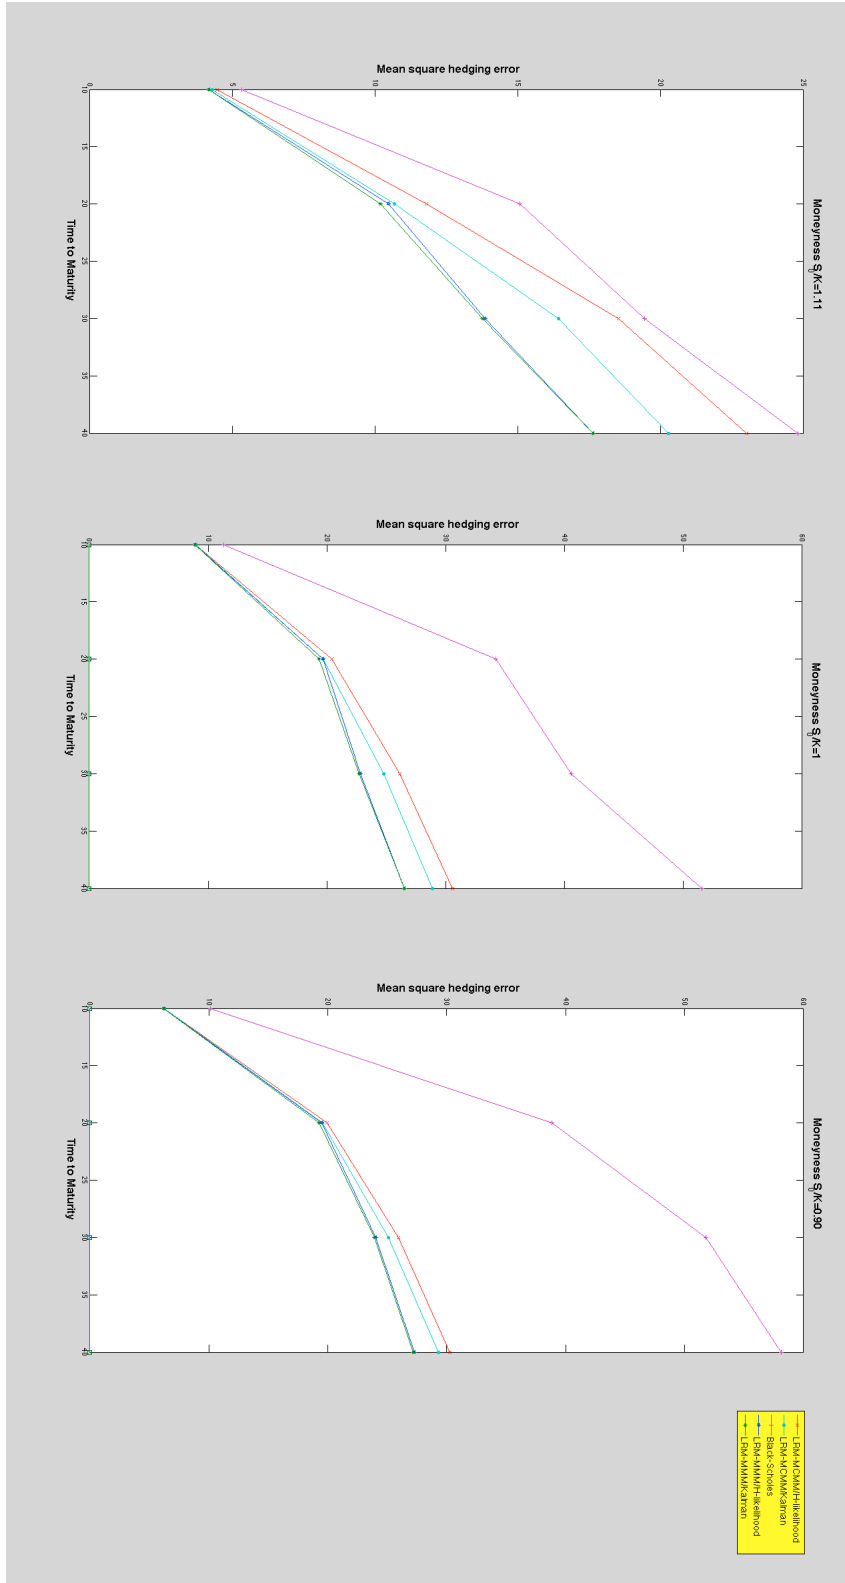 Moneyness S0/K=1.11
Mean square hedging error
25
20
15
10
5
0
10
15
20
25
30
35
40
Time to Maturity
Moneyness S0/K=1
Mean square hedging error
60
50
40
30
20
10
0
10
15
20
25
30
35
40
Time to Maturity
Moneyness S0/K=0.90
Mean square hedging error
60
50
40
30
20
10
0
10
15
20
25
30
35
40
Time to Maturity
LRM-MCMM/H-likelihood
LRM-MCMM/Kalman
Black-Scholes
LRM-MMM/H-likelihood
LRM-MMM/Kalman